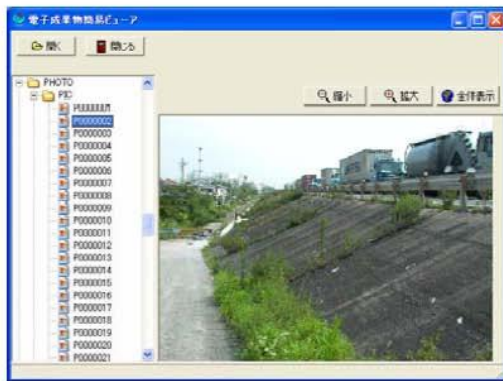 電子成果物簡易ビューア
開く 閉じる
縮小 拡大 全体表示
PHOTO
PIC
P0000001
P0000002
P0000003
P0000004
P0000005
P0000006
P0000007
P0000008
P0000009
P0000010
P0000011
P0000012
P0000013
P0000014
P0000015
P0000016
P0000017
P0000018
P0000019
P0000020
P0000021